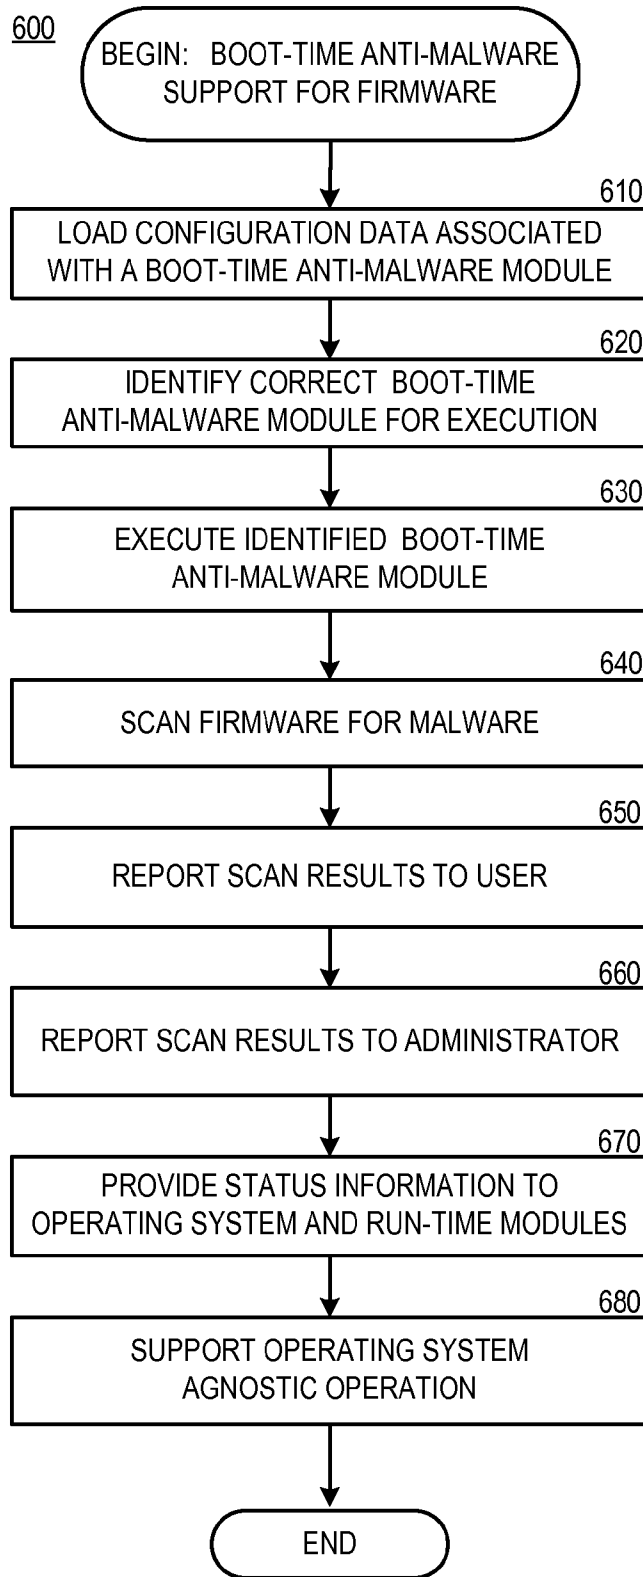 600
BEGIN: BOOT-TIME ANTI-MALWARE
SUPPORT FOR FIRMWARE
610
LOAD CONFIGURATION DATA ASSOCIATED
WITH A BOOT-TIME ANTI-MALWARE MODULE
620
IDENTIFY CORRECT BOOT-TIME
ANTI-MALWARE MODULE FOR EXECUTION
630
EXECUTE IDENTIFIED BOOT-TIME
ANTI-MALWARE MODULE
640
SCAN FIRMWARE FOR MALWARE
650
REPORT SCAN RESULTS TO USER
660
REPORT SCAN RESULTS TO ADMINISTRATOR
670
PROVIDE STATUS INFORMATION TO
OPERATING SYSTEM AND RUN-TIME MODULES
680
SUPPORT OPERATING SYSTEM
AGNOSTIC OPERATION
END